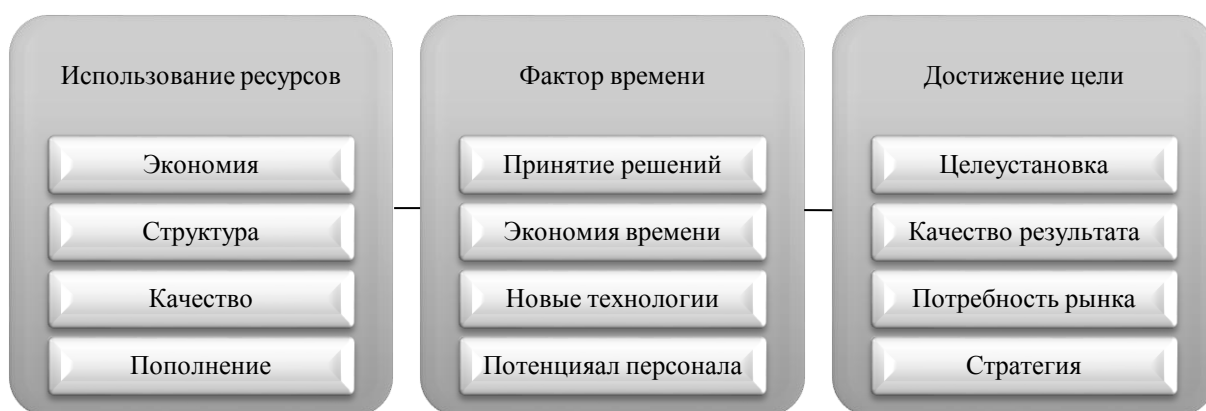 Использование ресурсов
Экономия
Структура
Качество
Пополнение
Фактор времени
Принятие решений
Экономия времени
Новые технологии
Потенцияал персонала
Достижение цели
Целеустановка
Качество результата
Потребность рынка
Стратегия